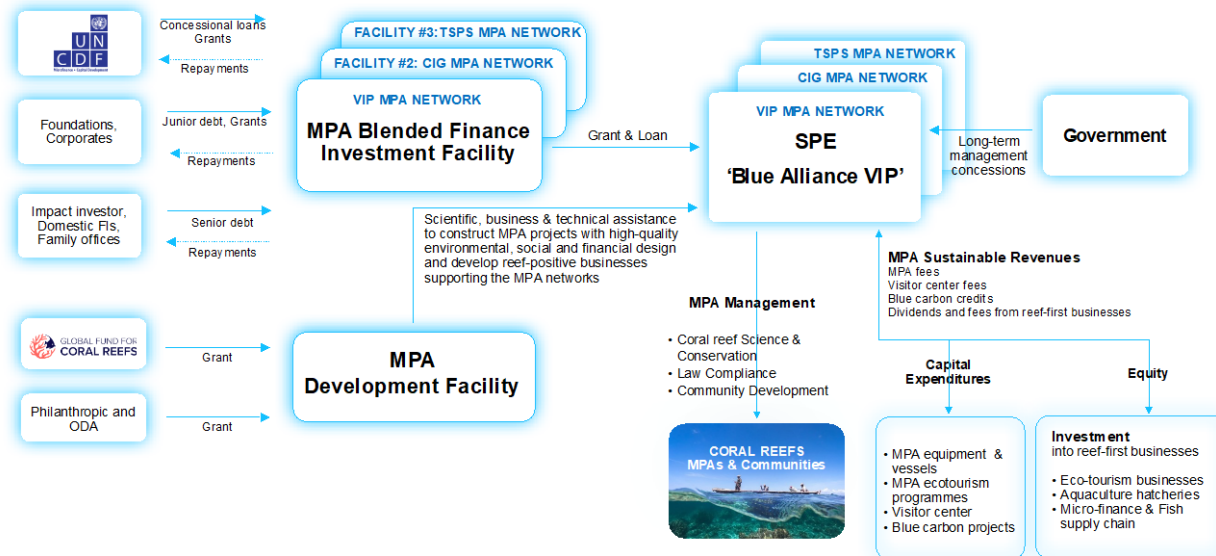 UN
CDF
Concessional loans
Grants
Repayments
Foundations,
Corporates
Junior debt, Grants
Repayments
Impact investor,
Domestic FIs,
Family offices
Senior debt
Repayments
GLOBAL FUND FOR
CORAL REEFS
Grant
Philanthropic and
ODA
Grant
FACILITY #3: TSPS MPA NETWORK
FACILITY #2: CIG MPA NETWORK
VIP MPA NETWORK
MPA Blended Finance
Investment Facility
Grant & Loan
Scientific, business & technical assistance
to construct MPA projects with high-quality
environmental, social and financial design
and develop reef-positive businesses
supporting the MPA networks
MPA
Development Facility
TSPS MPA NETWORK
CIG MPA NETWORK
VIP MPA NETWORK
SPE
‘Blue Alliance VIP’
Long-term
management
concessions
Government
MPA Management
• Coral reef Science &
Conservation
• Law Compliance
• Community Development
MPA Sustainable Revenues
MPA fees
Visitor center fees
Blue carbon credits
Dividends and fees from reef-first businesses
Capital
Expenditures
Equity
CORAL REEFS
MPAs & Communities
• MPA equipment &
vessels
• MPA ecotourism
programmes
• Visitor center
• Blue carbon projects
Investment
into reef-first businesses
• Eco-tourism businesses
• Aquaculture hatcheries
• Micro-finance & Fish
supply chain